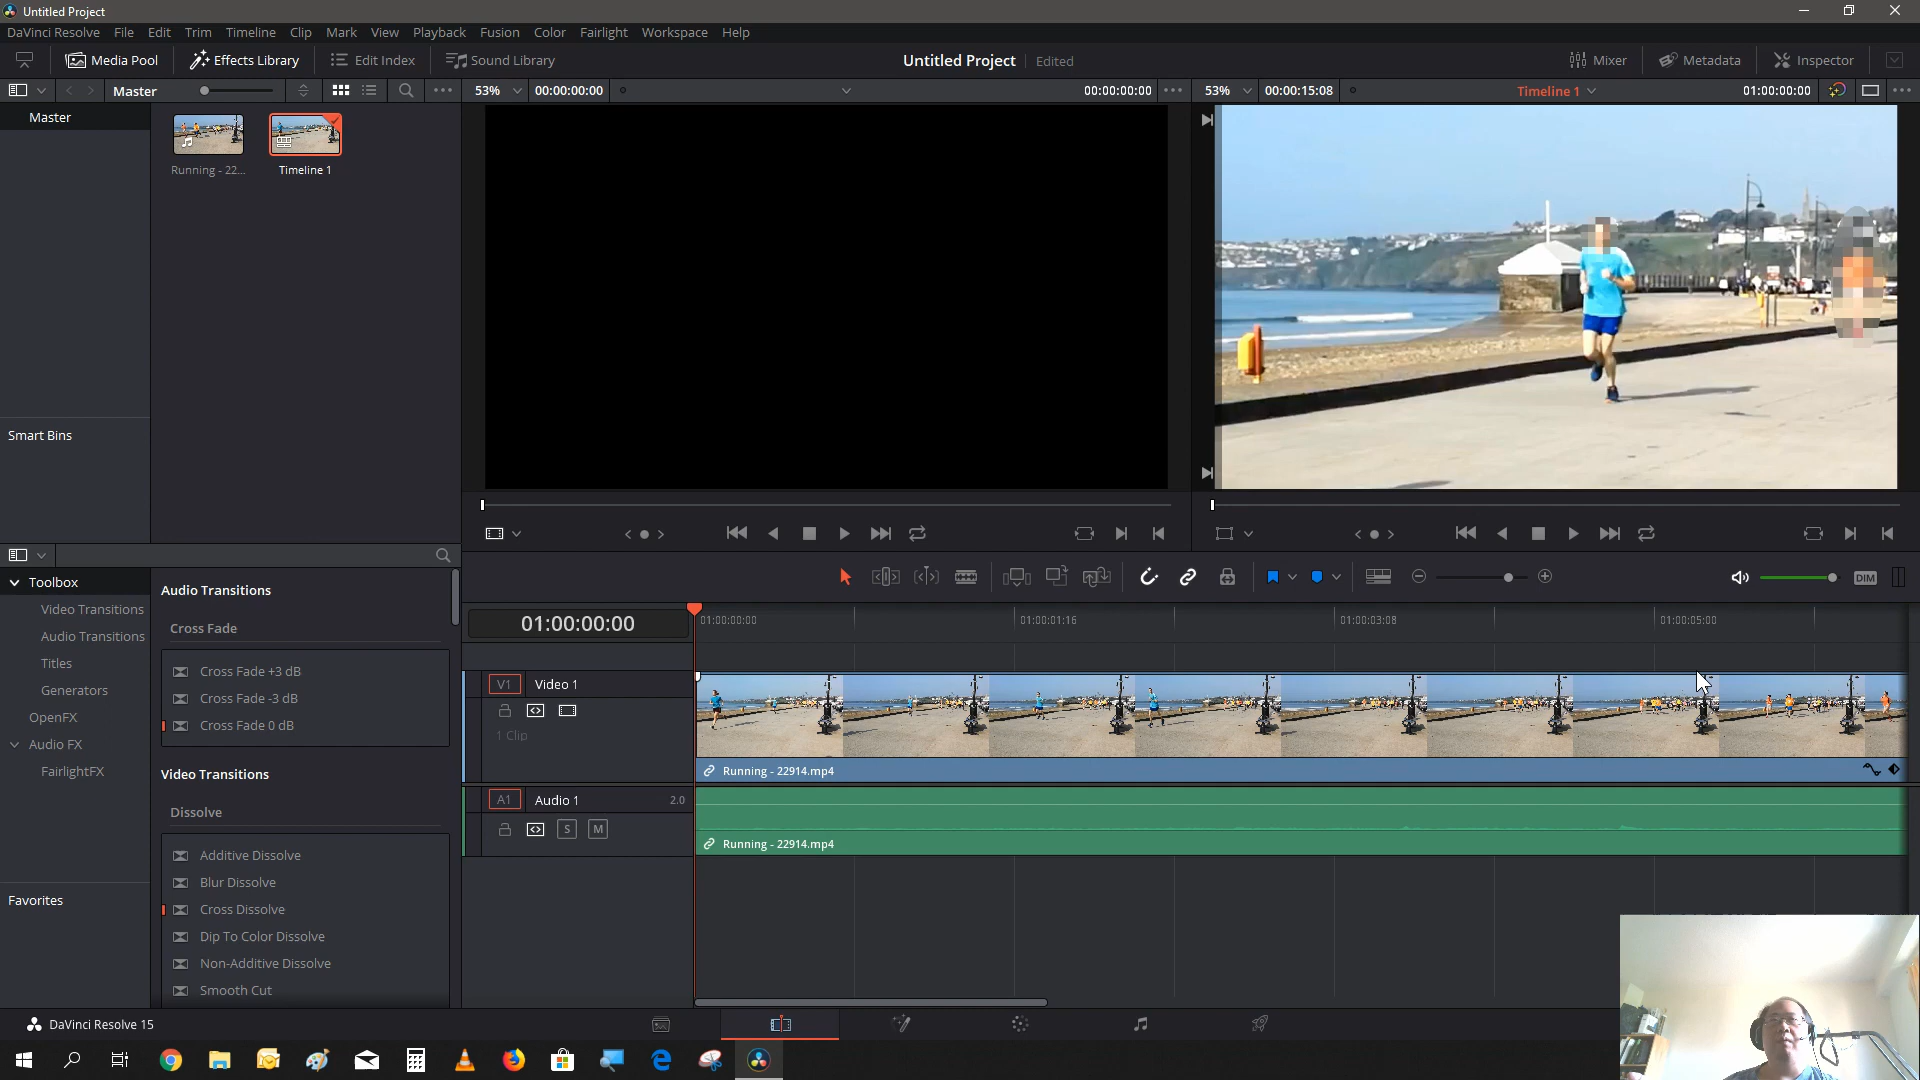 Untitled Project
DaVinci Resolve File Edit Trim Timeline Clip Mark View Playback Fusion Color Fairlight Workspace Help
Media Pool Effects Library Edit Index Sound Library Untitled Project Edited Mixer Metadata Inspector
Master 53% 00:00:00:00 00:00:00:00 53% 00:00:15:08 Timeline 1 01:00:00:00
Master
Running - 22... Timeline 1
Smart Bins
Toolbox
Video Transitions
Audio Transitions
Titles
Generators
OpenFX
Audio FX
FairlightFX
Favorites
Audio Transitions
Cross Fade
Cross Fade +3 dB
Cross Fade -3 dB
Cross Fade 0 dB
Video Transitions
Dissolve
Additive Dissolve
Blur Dissolve
Cross Dissolve
Dip To Color Dissolve
Non-Additive Dissolve
Smooth Cut
DIM
01:00:00:00 01:00:00:00 01:00:01:16 01:00:03:08 01:00:05:00
V1 Video 1
1 Clip
Running - 22914.mp4
A1 Audio 1 2.0
S M
Running - 22914.mp4
DaVinci Resolve 15